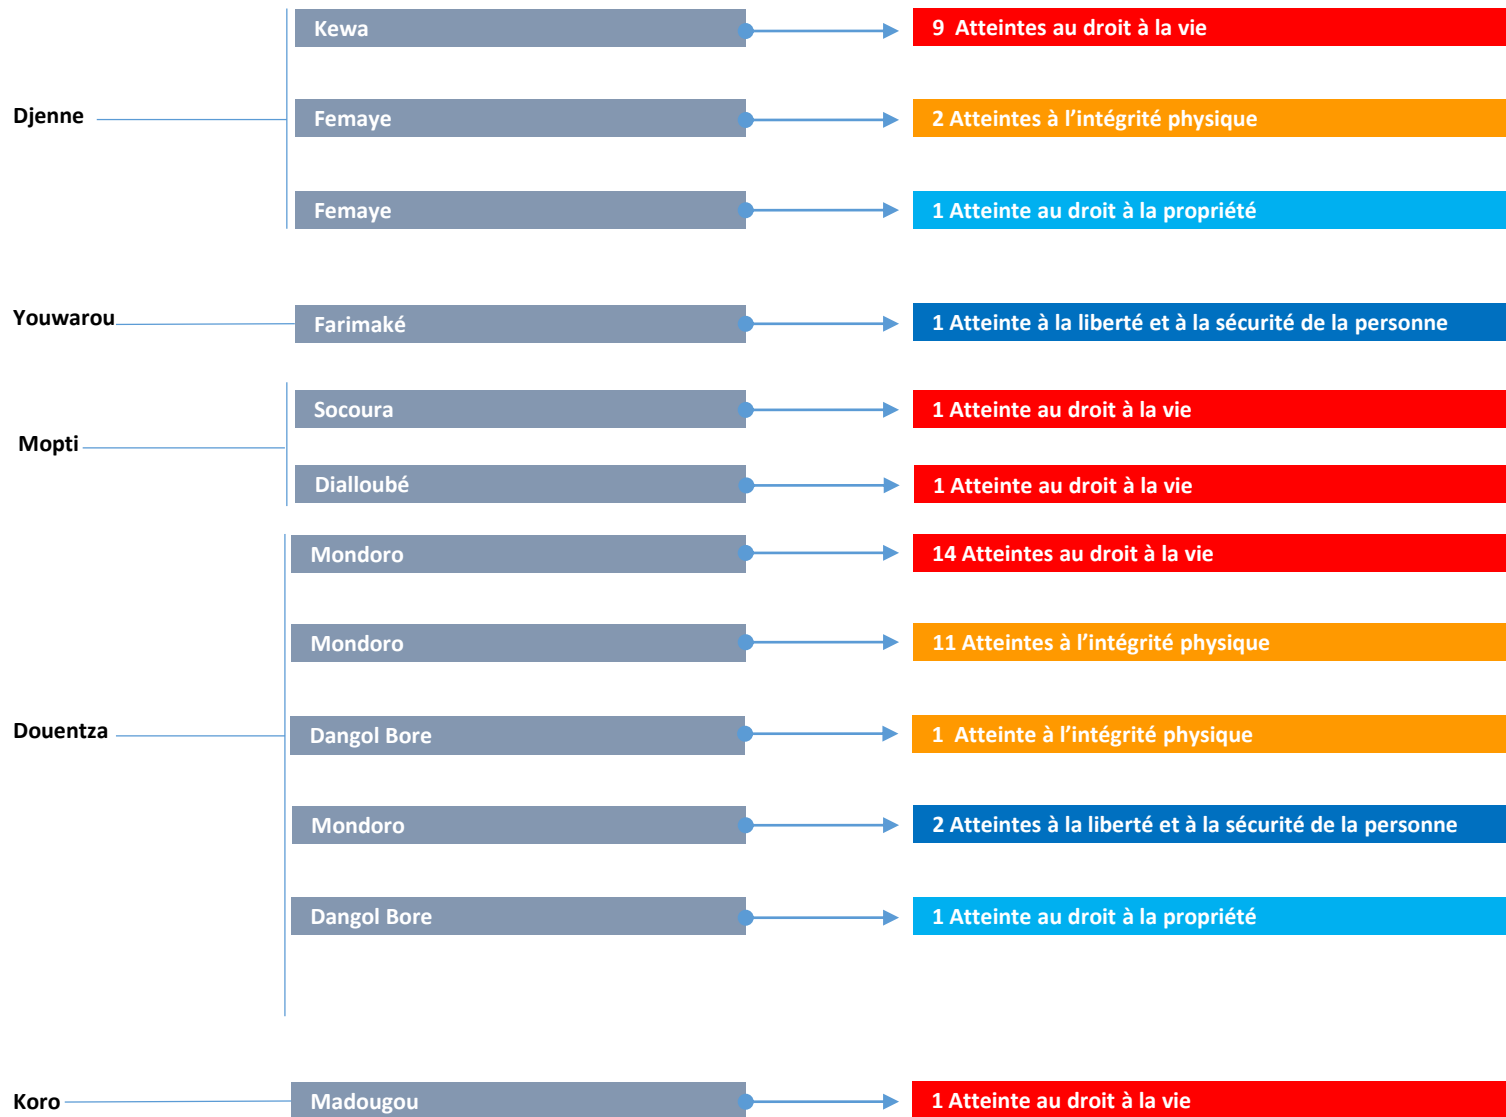 Kewa
9  Atteintes au droit à la vie
Djenne
Femaye
2 Atteintes à l’intégrité physique
Femaye
1 Atteinte au droit à la propriété
Youwarou
Farimaké
1 Atteinte à la liberté et à la sécurité de la personne
Socoura
1 Atteinte au droit à la vie
Mopti
Dialloubé
1 Atteinte au droit à la vie
Mondoro
14 Atteintes au droit à la vie
Mondoro
11 Atteintes à l’intégrité physique
Douentza
Dangol Bore
1  Atteinte à l’intégrité physique
Mondoro
2 Atteintes à la liberté et à la sécurité de la personne
Dangol Bore
1 Atteinte au droit à la propriété
Koro
Madougou
1 Atteinte au droit à la vie